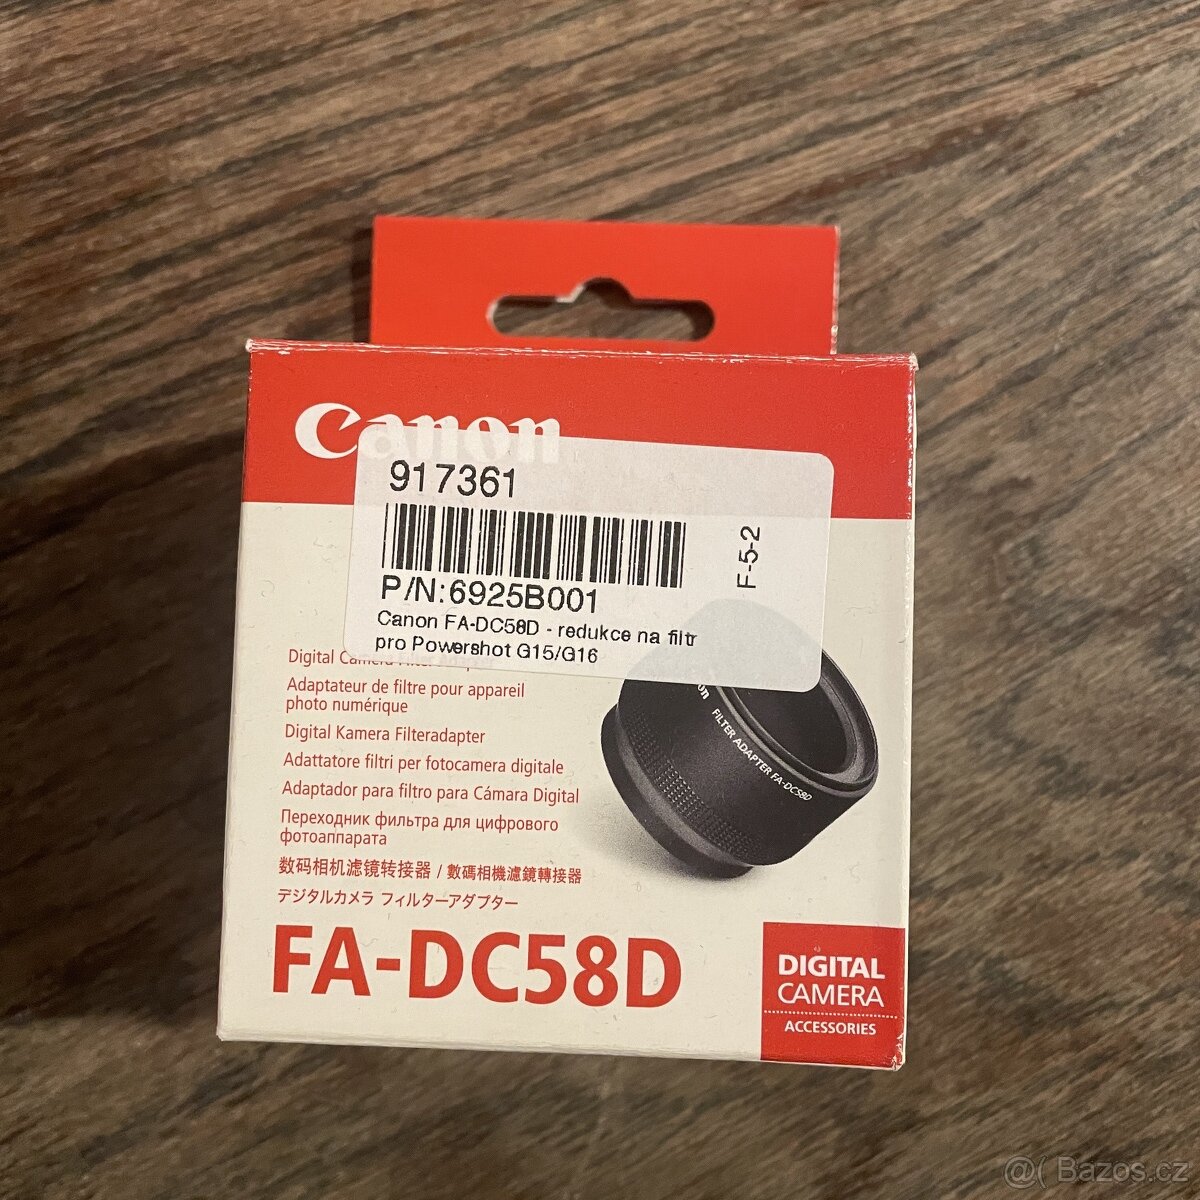 Canon
917361
P/N:6925B001
Canon FA-DC58D - redukce na filtr
pro Powershot G15/G16
F-5-2
Digital Camera Filter
Adaptateur de filtre pour appareil
photo numérique
Digital Kamera Filteradapter
Adattatore filtri per fotocamera digitale
Adaptador para filtro para Cámara Digital
Переходник фильтра для цифрового
фотоаппарата
数码相机滤镜转接器 / 數碼相機濾鏡轉接器
デジタルカメラ フィルターアダプター
FILTER ADAPTER FA-DC58D
FA-DC58D
DIGITAL
CAMERA
ACCESSORIES
@( Bazos.cz